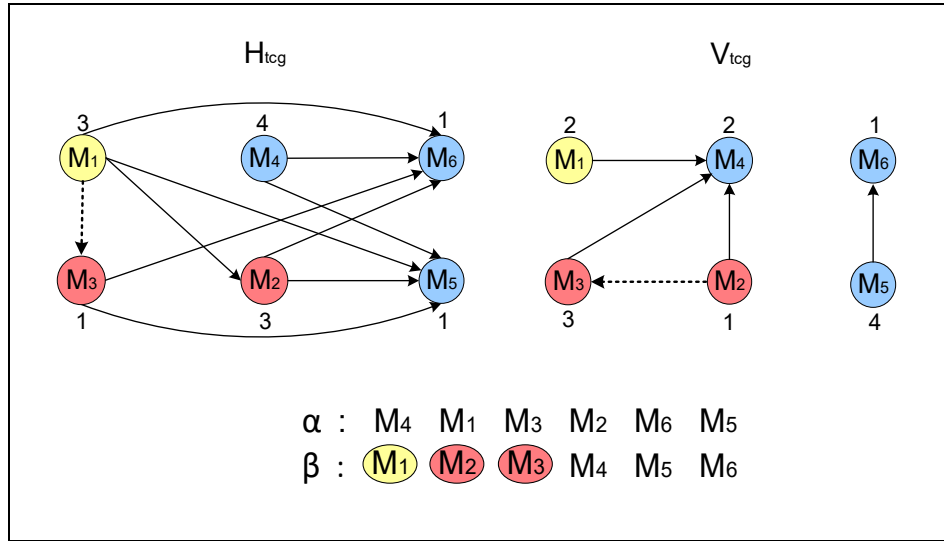 Htcg Vtcg
3 4 1 2 2 1
M1 M4 M6 M1 M4 M6
M3 M2 M5 M3 M2 M5
1 3 1 3 1 4
α : M4 M1 M3 M2 M6 M5
β : M1 M2 M3 M4 M5 M6